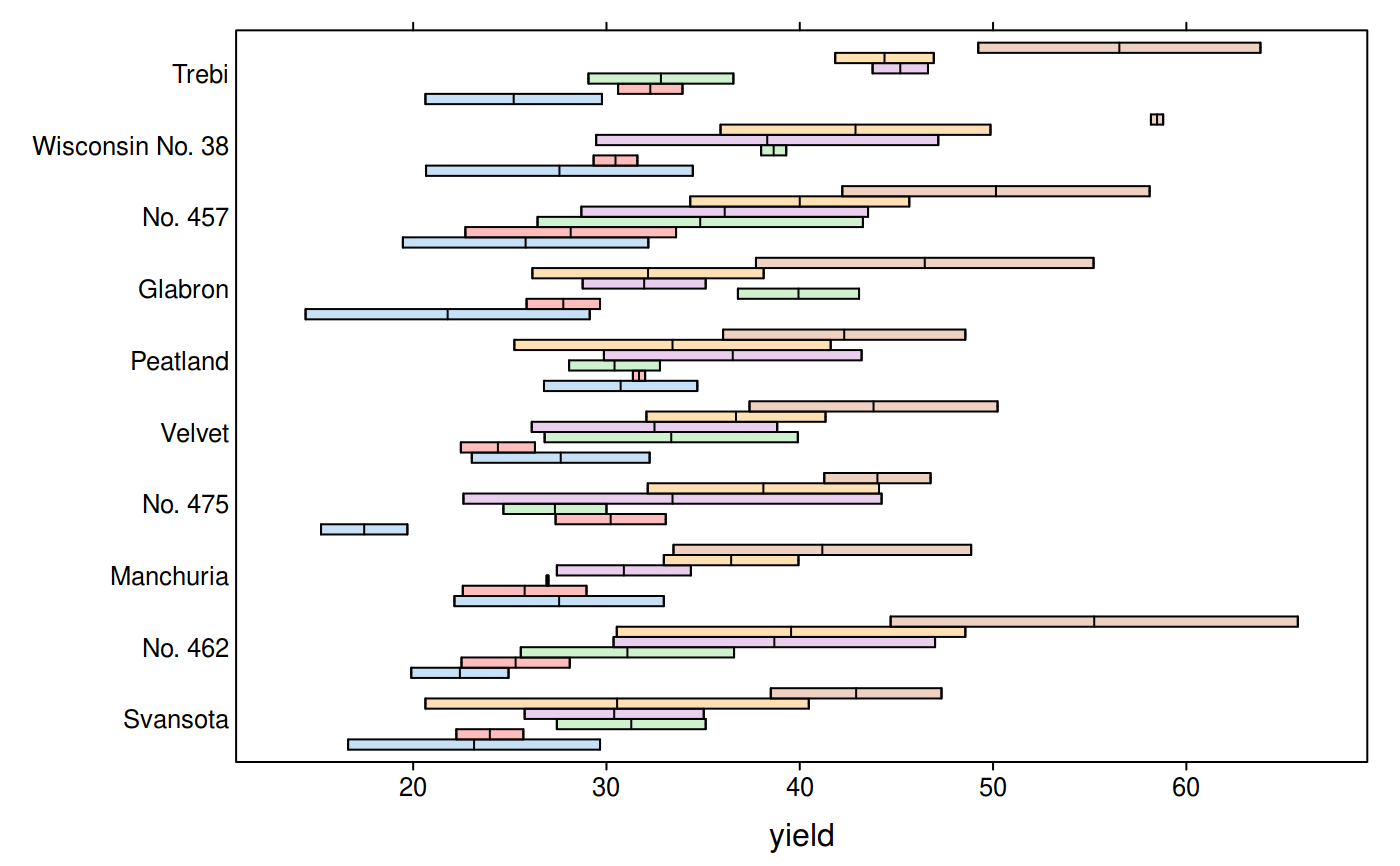 Trebi
Wisconsin No. 38
No. 457
Glabron
Peatland
Velvet
No. 475
Manchuria
No. 462
Svansota
20 30 40 50 60
yield